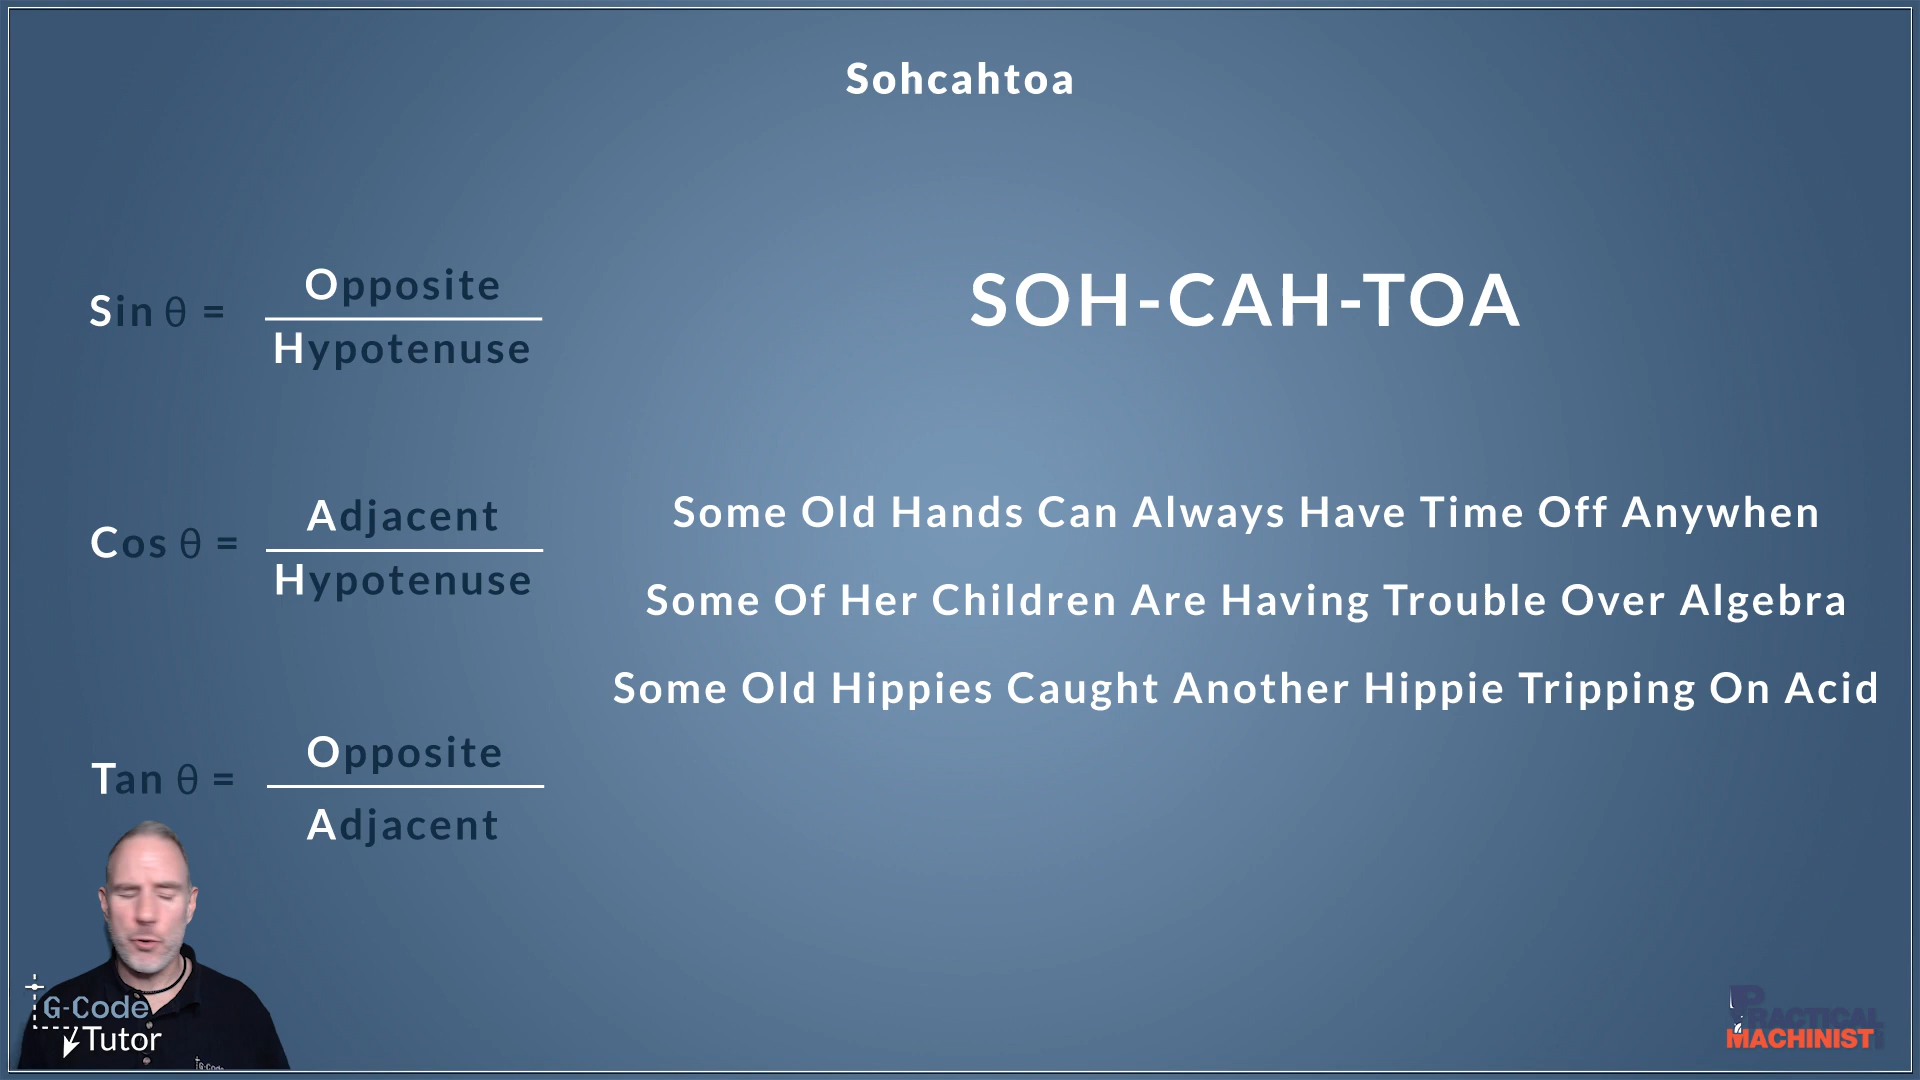 Sohcahtoa
Sin θ = Opposite
Hypotenuse
Cos θ = Adjacent
Hypotenuse
Tan θ = Opposite
Adjacent
SOH-CAH-TOA
Some Old Hands Can Always Have Time Off Anywhen
Some Of Her Children Are Having Trouble Over Algebra
Some Old Hippies Caught Another Hippie Tripping On Acid
G-Code
Tutor
G-Code
PRACTICAL
MACHINIST